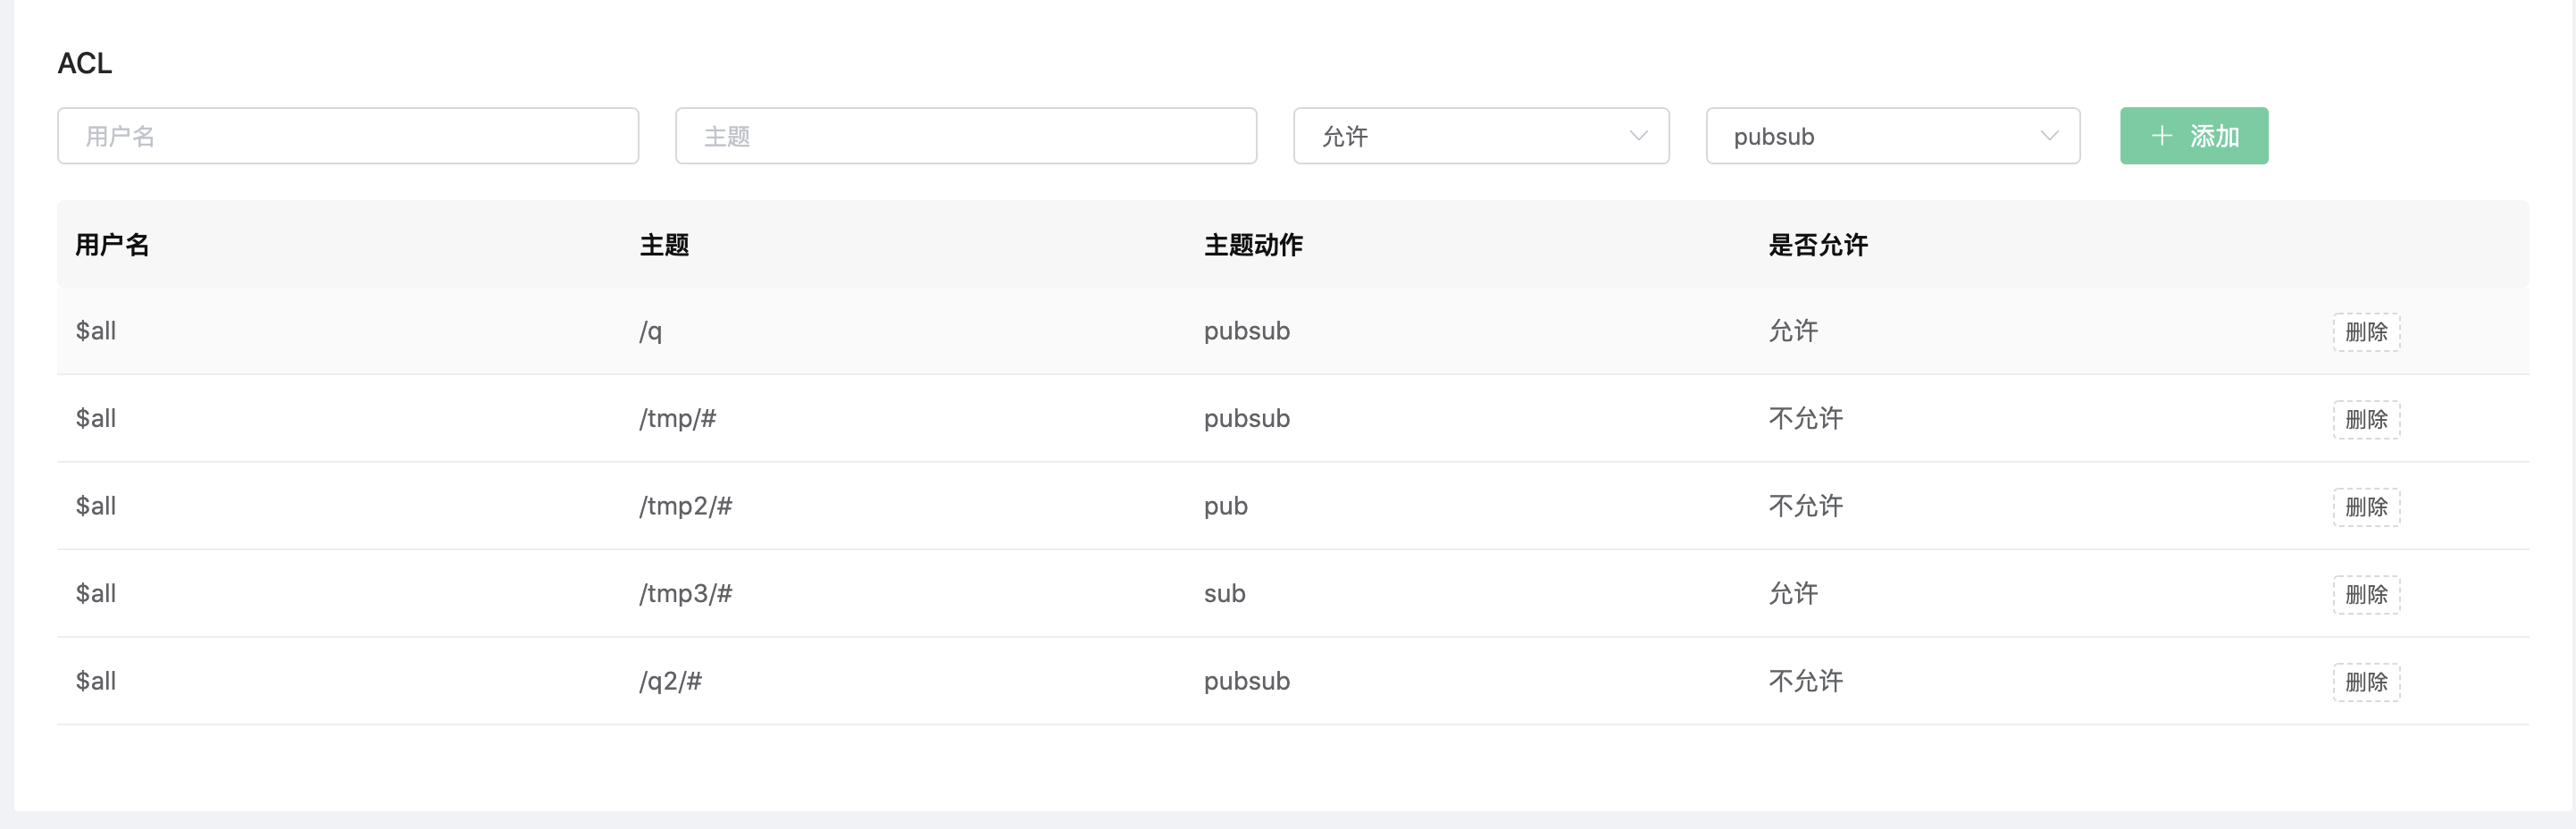 ACL
用户名 主题 允许 pubsub 添加
用户名 主题 主题动作 是否允许
$all /q pubsub 允许 删除
$all /tmp/# pubsub 不允许 删除
$all /tmp2/# pub 不允许 删除
$all /tmp3/# sub 允许 删除
$all /q2/# pubsub 不允许 删除